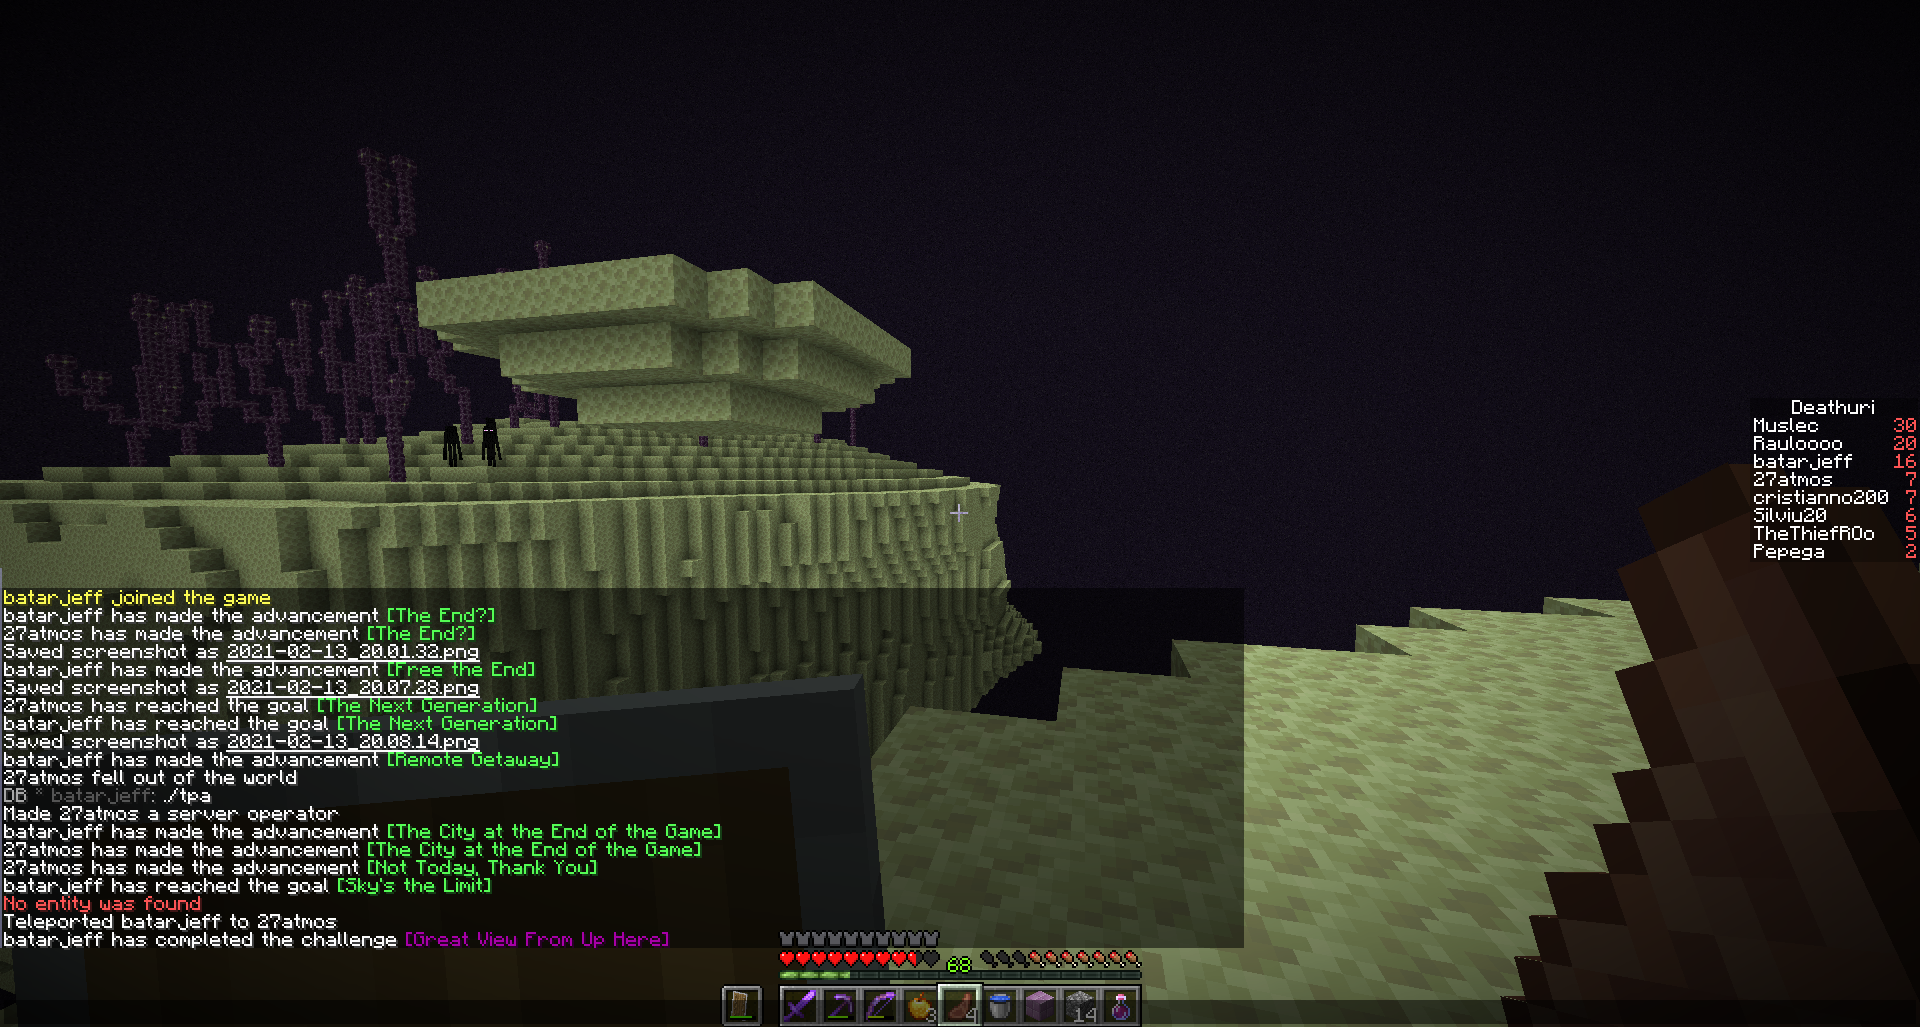 Deathuri
Muslec 30
Rauloooo 20
batarjeff 16
27atmos 7
cristianno200 7
Silviu20 6
TheThiefR0o 5
Pepega 2
batarjeff joined the game
batarjeff has made the advancement [The End?]
27atmos has made the advancement [The End?]
Saved screenshot as 2021-02-13_20.01.32.png
batarjeff has made the advancement [Free the End]
Saved screenshot as 2021-02-13_20.07.28.png
27atmos has reached the goal [The Next Generation]
batarjeff has reached the goal [The Next Generation]
Saved screenshot as 2021-02-13_20.08.14.png
batarjeff has made the advancement [Remote Getaway]
27atmos fell out of the world
DB * batarjeff: ./tpa
Made 27atmos a server operator
batarjeff has made the advancement [The City at the End of the Game]
27atmos has made the advancement [The City at the End of the Game]
27atmos has made the advancement [Not Today, Thank You]
batarjeff has reached the goal [Sky's the Limit]
No entity was found
Teleported batarjeff to 27atmos
batarjeff has completed the challenge [Great View From Up Here]
68
3 4 14